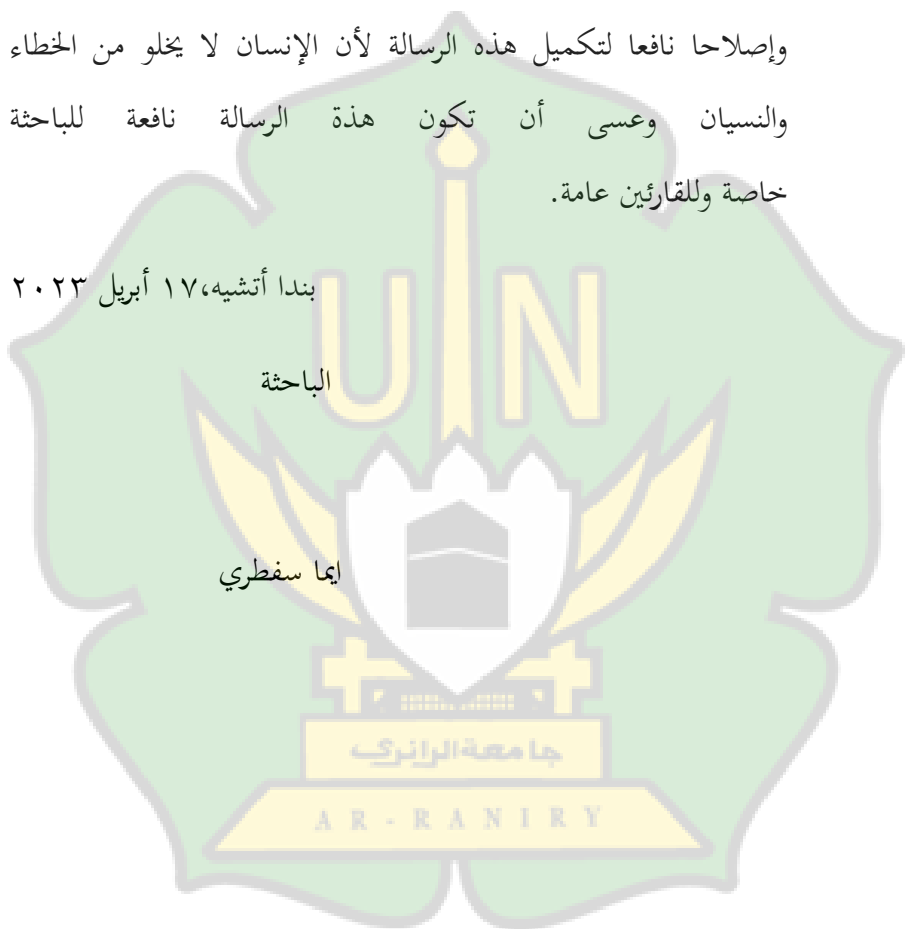 وإصلاحا نافعا لتكميل هذه الرسالة لأن الإنسان لا يخلو من الخطاء
والنسيان وعسى أن تكون هذة الرسالة نافعة للباحثة
خاصة وللقارئين عامة.
بندا أتشيه،١٧ أبريل ٢٠٢٣
الباحثة
ايما سفطري
UIN
جامعة الرانري
AR-RANIRY